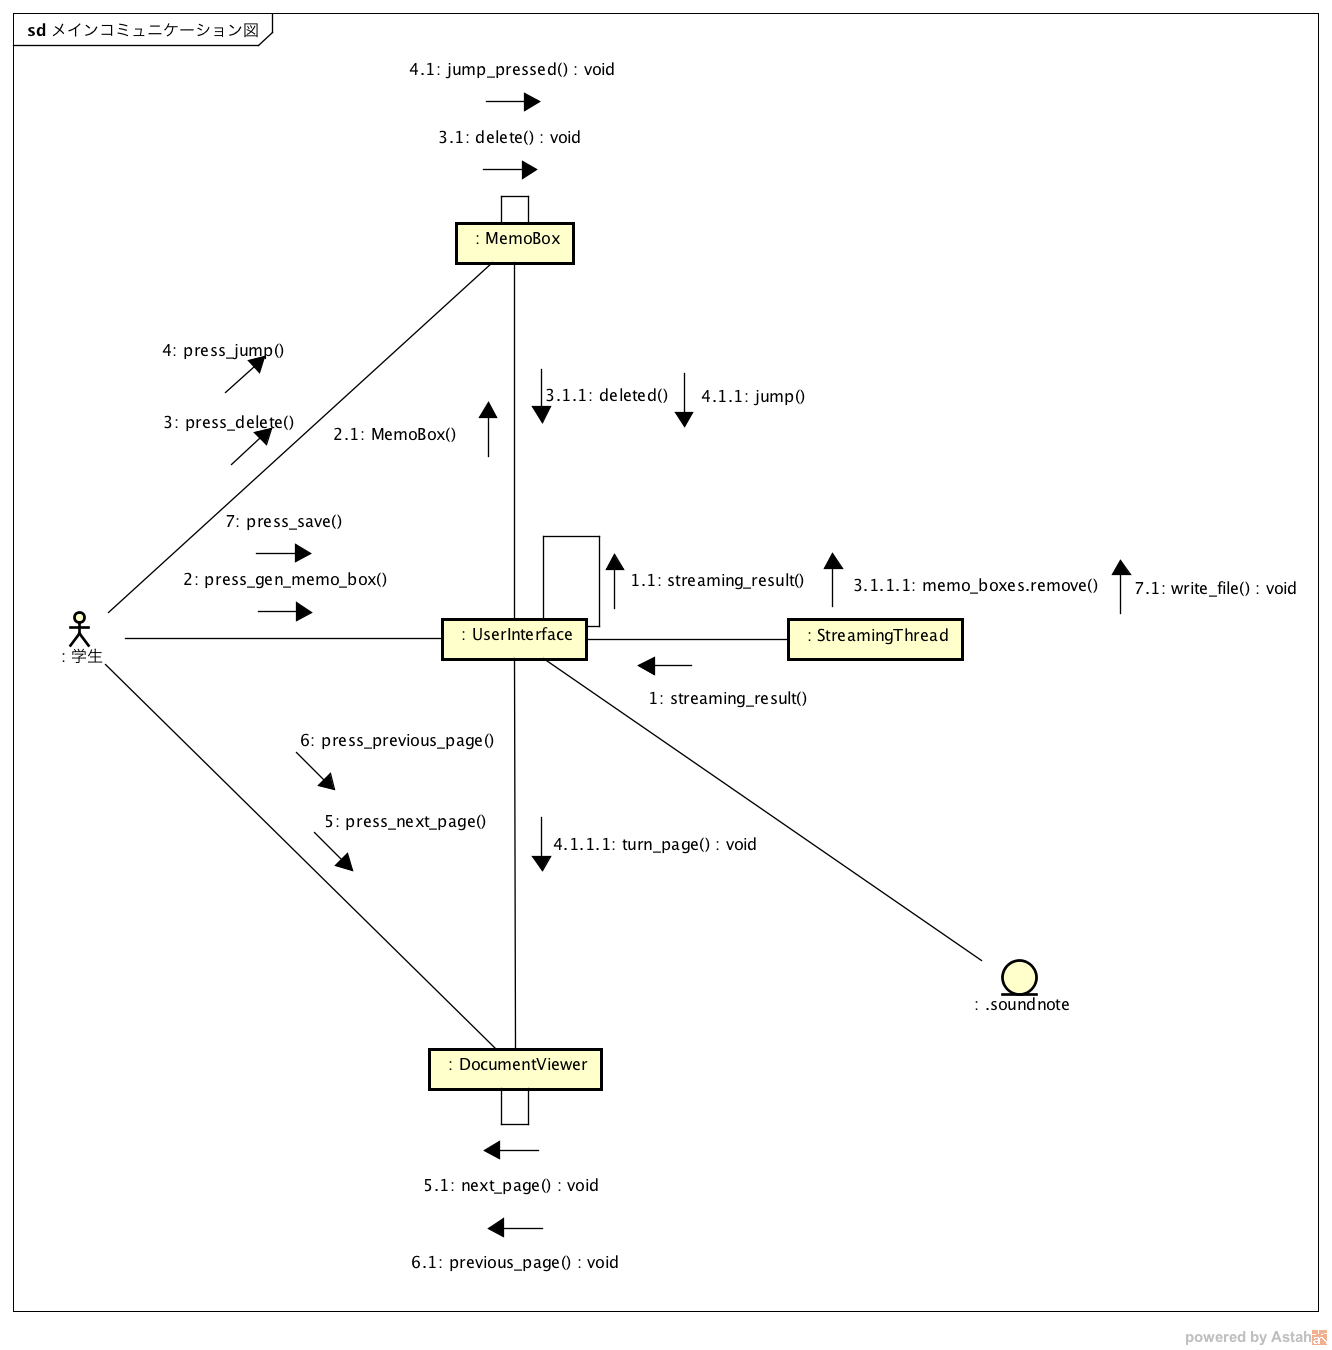 sd メインコミュニケーション図
4.1: jump_pressed() : void
3.1: delete() : void
: MemoBox
4: press_jump()
3: press_delete()
2.1: MemoBox()
3.1.1: deleted()
4.1.1: jump()
7: press_save()
2: press_gen_memo_box()
1.1: streaming_result()
3.1.1.1: memo_boxes.remove()
7.1: write_file() : void
: 学生
: UserInterface
: StreamingThread
1: streaming_result()
6: press_previous_page()
5: press_next_page()
4.1.1.1: turn_page() : void
: .soundnote
: DocumentViewer
5.1: next_page() : void
6.1: previous_page() : void
powered by Astah